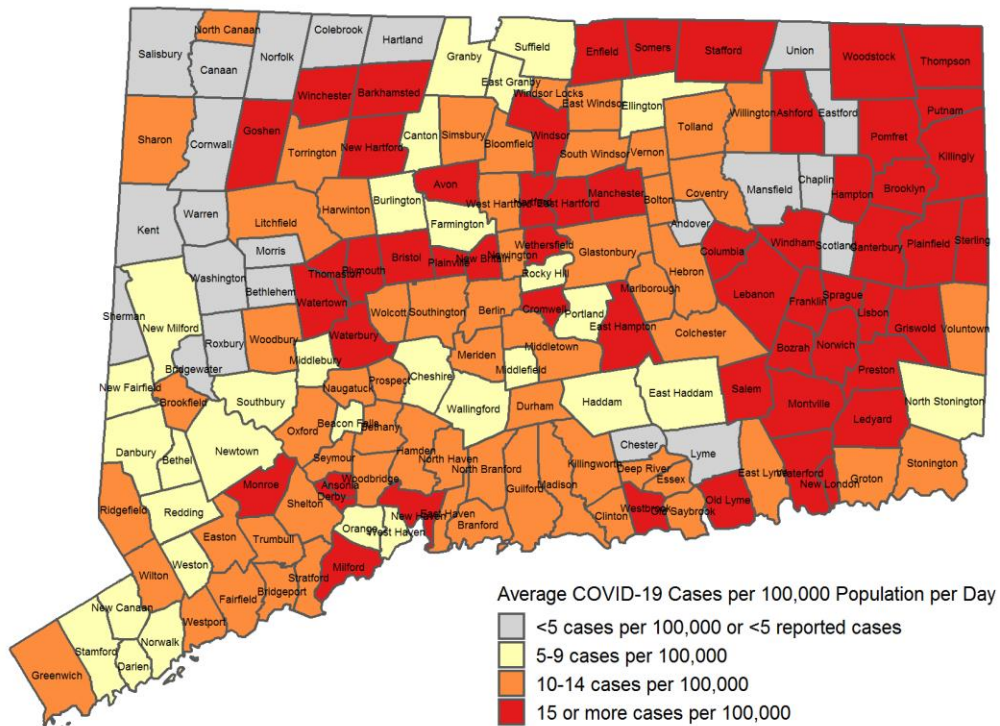 Salisbury
North Canaan
Canaan
Norfolk
Colebrook
Hartland
Granby
Suffield
East Granby
Windsor Locks
Enfield
Somers
Stafford
Union
Woodstock
Thompson
Putnam
Sharon
Cornwall
Goshen
Winchester
Barkhamsted
Torrington
New Hartford
Canton
Simsbury
Bloomfield
Windsor
East Windsor
Ellington
South Windsor
Vernon
Tolland
Willington
Ashford
Eastford
Pomfret
Killingly
Kent
Warren
Litchfield
Harwinton
Burlington
Avon
Farmington
West Hartford
Hartford
East Hartford
Manchester
Bolton
Coventry
Andover
Mansfield
Chaplin
Hampton
Brooklyn
Morris
Washington
Bethlehem
Thomaston
Plymouth
Bristol
Plainville
New Britain
Newington
Wethersfield
Rocky Hill
Glastonbury
Hebron
Marlborough
Columbia
Windham
Scotland
Canterbury
Plainfield
Sterling
Sherman
New Milford
Roxbury
Bridgewater
Woodbury
Watertown
Waterbury
Wolcott
Southington
Berlin
Cromwell
Portland
East Hampton
Colchester
Lebanon
Franklin
Sprague
Lisbon
Griswold
Voluntown
Bozrah
Norwich
Preston
New Fairfield
Brookfield
Southbury
Middlebury
Naugatuck
Prospect
Cheshire
Meriden
Middletown
Middlefield
Wallingford
Durham
Haddam
East Haddam
Salem
Montville
Ledyard
North Stonington
Danbury
Bethel
Newtown
Oxford
Beacon Falls
Bethany
Seymour
Hamden
North Haven
Woodbridge
North Branford
Guilford
Madison
Killingworth
Chester
Deep River
Essex
Lyme
East Lyme
Waterford
New London
Groton
Stonington
Ridgefield
Redding
Monroe
Shelton
Ansonia
Derby
Orange
West Haven
New Haven
East Haven
Branford
Clinton
Westbrook
Old Saybrook
Old Lyme
Wilton
Weston
Easton
Trumbull
Stratford
Milford
New Canaan
Norwalk
Westport
Fairfield
Bridgeport
Greenwich
Stamford
Darien
Average COVID-19 Cases per 100,000 Population per Day
<5 cases per 100,000 or <5 reported cases
5-9 cases per 100,000
10-14 cases per 100,000
15 or more cases per 100,000